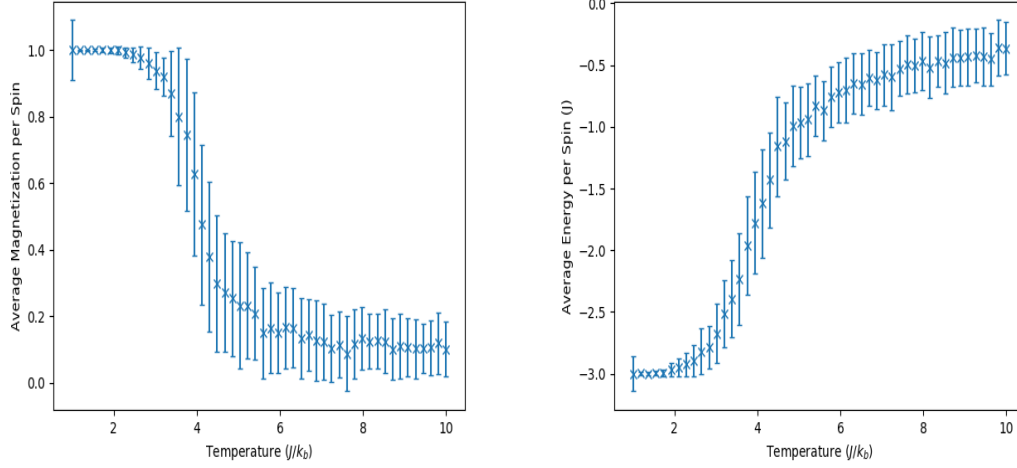 Average Magnetization per Spin
1.0
0.8
0.6
0.4
0.2
0.0
2 4 6 8 10
Temperature (J/k_b)
Average Energy per Spin (J)
0.0
−0.5
−1.0
−1.5
−2.0
−2.5
−3.0
2 4 6 8 10
Temperature (J/k_b)